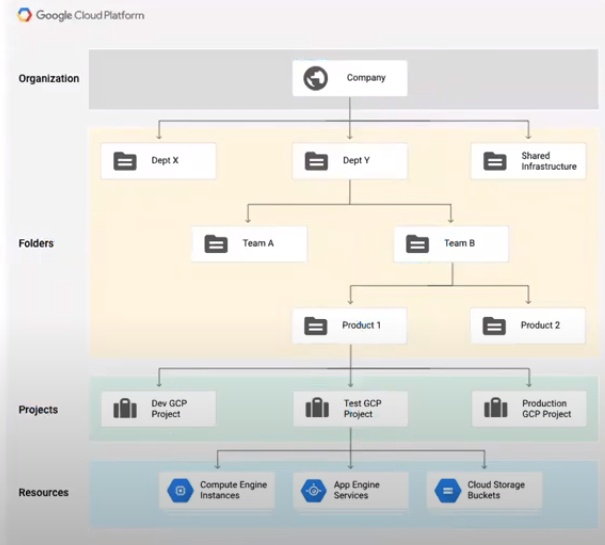 Google Cloud Platform
Organization
Company
Dept X
Dept Y
Shared
Infrastructure
Folders
Team A
Team B
Product 1
Product 2
Projects
Dev GCP
Project
Test GCP
Project
Production
GCP Project
Resources
Compute Engine
Instances
App Engine
Services
Cloud Storage
Buckets